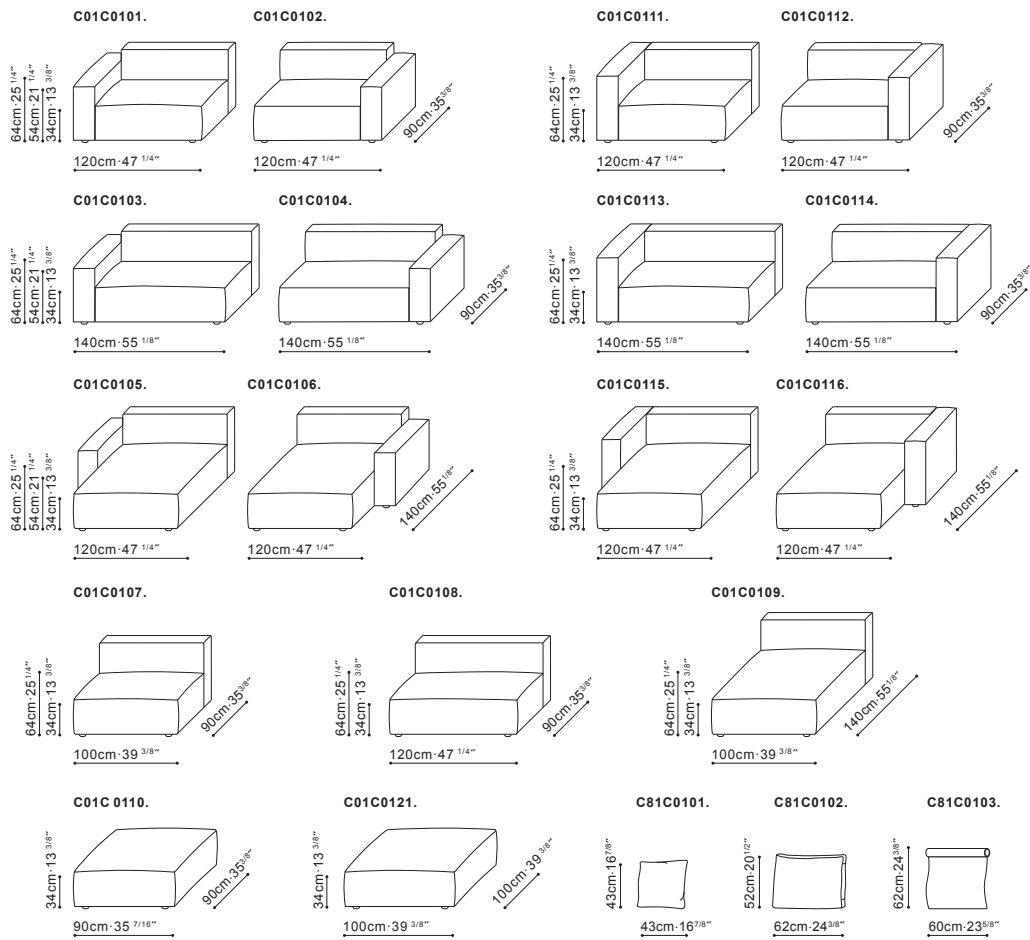 C01C0101. C01C0102. C01C0111. C01C0112.
64cm·25 1/4″
54cm·21 1/4″
34cm·13 3/8″
90cm·35 3/8″
64cm·25 1/4″
34cm·13 3/8″
90cm·35 3/8″
120cm·47 1/4″ 120cm·47 1/4″ 120cm·47 1/4″ 120cm·47 1/4″
C01C0103. C01C0104. C01C0113. C01C0114.
64cm·25 1/4″
54cm·21 1/4″
34cm·13 3/8″
90cm·35 3/8″
64cm·25 1/4″
34cm·13 3/8″
90cm·35 3/8″
140cm·55 1/8″ 140cm·55 1/8″ 140cm·55 1/8″ 140cm·55 1/8″
C01C0105. C01C0106. C01C0115. C01C0116.
64cm·25 1/4″
54cm·21 1/4″
34cm·13 3/8″
140cm·55 1/8″
64cm·25 1/4″
34cm·13 3/8″
140cm·55 1/8″
120cm·47 1/4″ 120cm·47 1/4″ 120cm·47 1/4″ 120cm·47 1/4″
C01C0107. C01C0108. C01C0109.
64cm·25 1/4″
34cm·13 3/8″
90cm·35 3/8″
64cm·25 1/4″
34cm·13 3/8″
90cm·35 3/8″
64cm·25 1/4″
34cm·13 3/8″
140cm·55 1/8″
100cm·39 3/8″ 120cm·47 1/4″ 100cm·39 3/8″
C01C 0110. C01C0121. C81C0101. C81C0102. C81C0103.
34cm·13 3/8″
90cm·35 3/8″
34cm·13 3/8″
100cm·39 3/8″
43cm·16 7/8″
52cm·20 1/2″
62cm·24 3/8″
90cm·35 7/16″ 100cm·39 3/8″ 43cm·16 7/8″ 62cm·24 3/8″ 60cm·23 5/8″